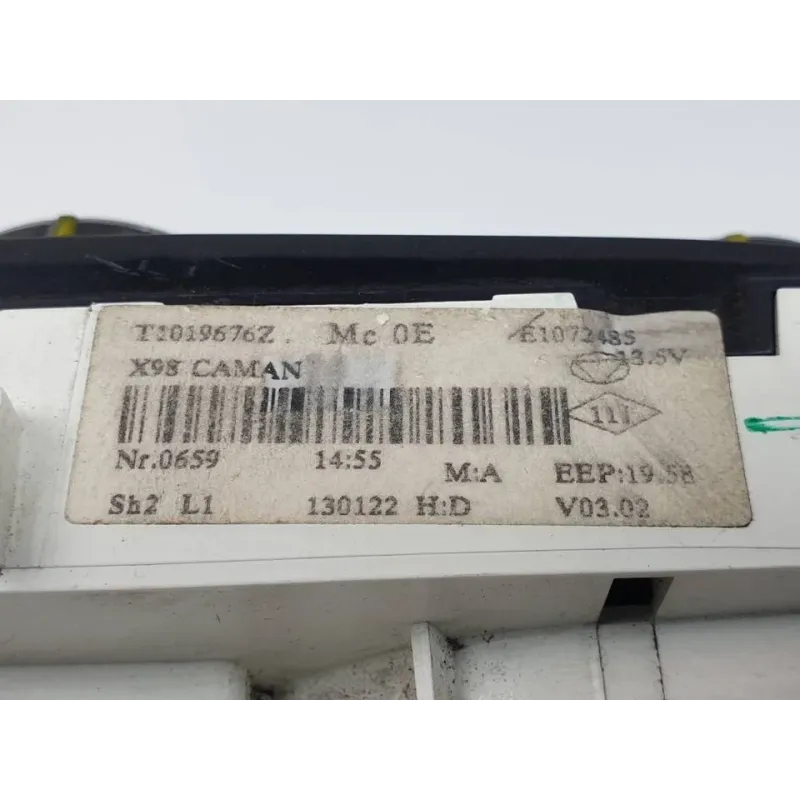 T1019676Z. Mc 0E E1072485
X98 CAMAN 13.5V
111
Nr.0659 14:55 M:A EEP:19.58
Sh2 L1 130122 H:D V03.02